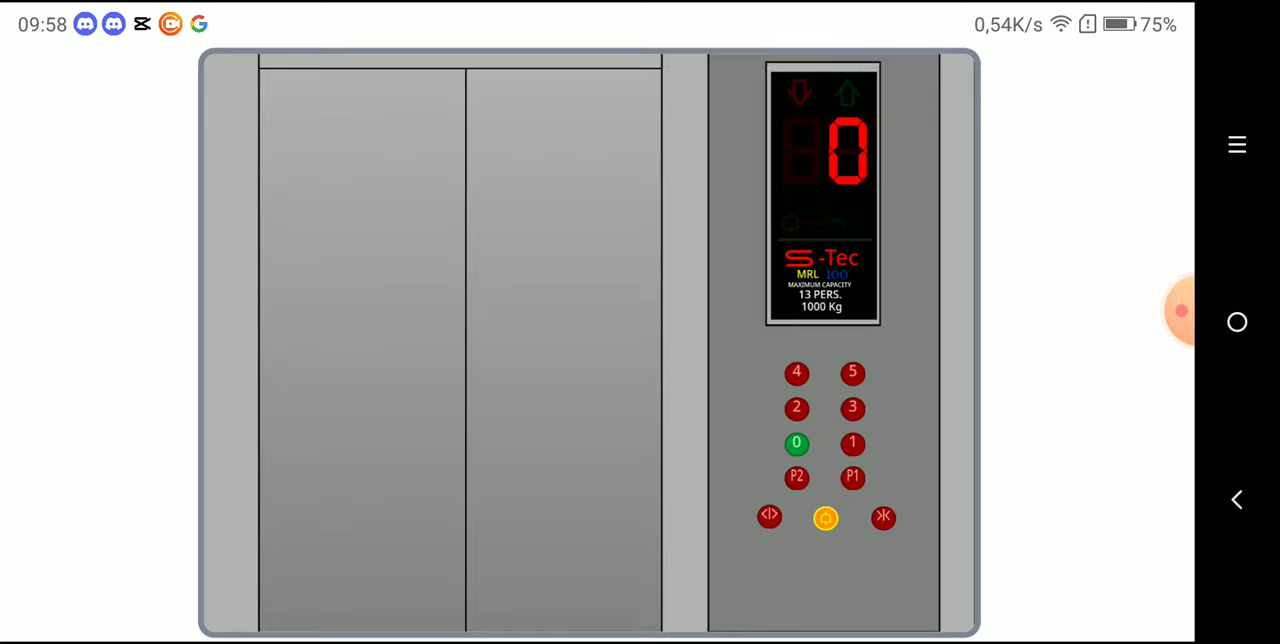 09:58
0,54K/s
75%
0
S-Tec
MRL 100
MAXIMUM CAPACITY
13 PERS.
1000 Kg
4 5
2 3
0 1
P2 P1